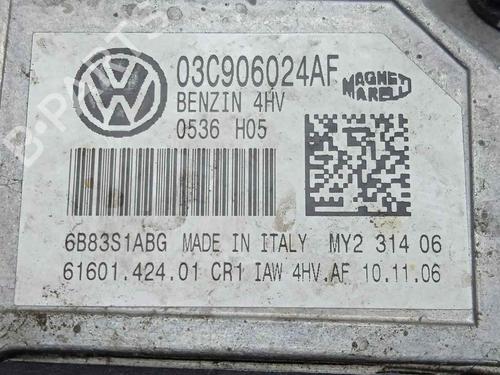 03C906024AF MAGNETI MARELLI
BENZIN 4HV
0536 H05
6B83S1ABG MADE IN ITALY MY2 314 06
61601.424.01 CR1 IAW 4HV.AF 10.11.06